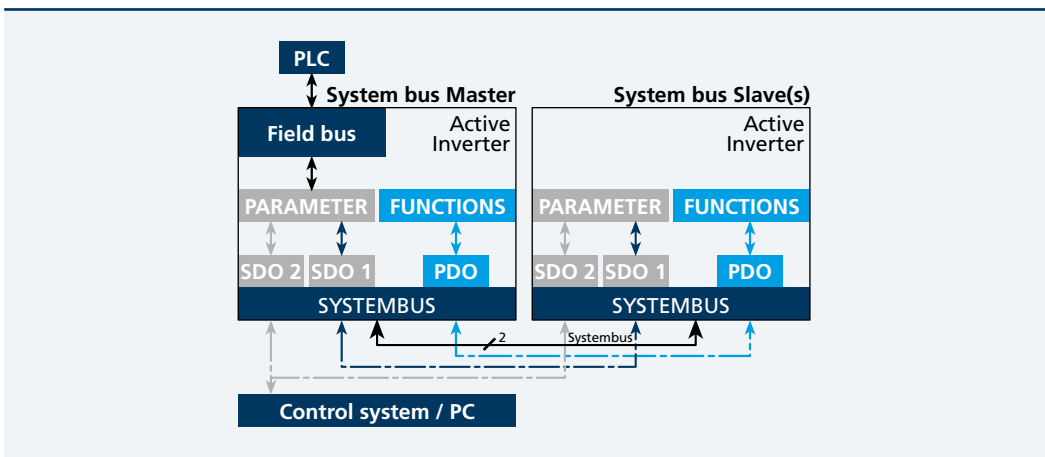 PLC
System bus Master
System bus Slave(s)
Field bus
Active
Inverter
Active
Inverter
PARAMETER
FUNCTIONS
PARAMETER
FUNCTIONS
SDO 2
SDO 1
PDO
SDO 2
SDO 1
PDO
SYSTEMBUS
SYSTEMBUS
2
Systembus
Control system / PC